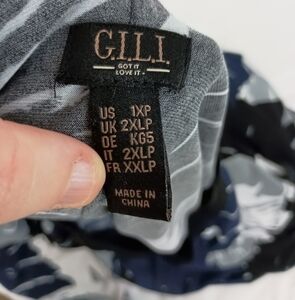 G.I.L.I.
GOT IT
LOVE IT
US 1XP
UK 2XLP
DE KG5
IT 2XLP
FR XXLP
MADE IN
CHINA